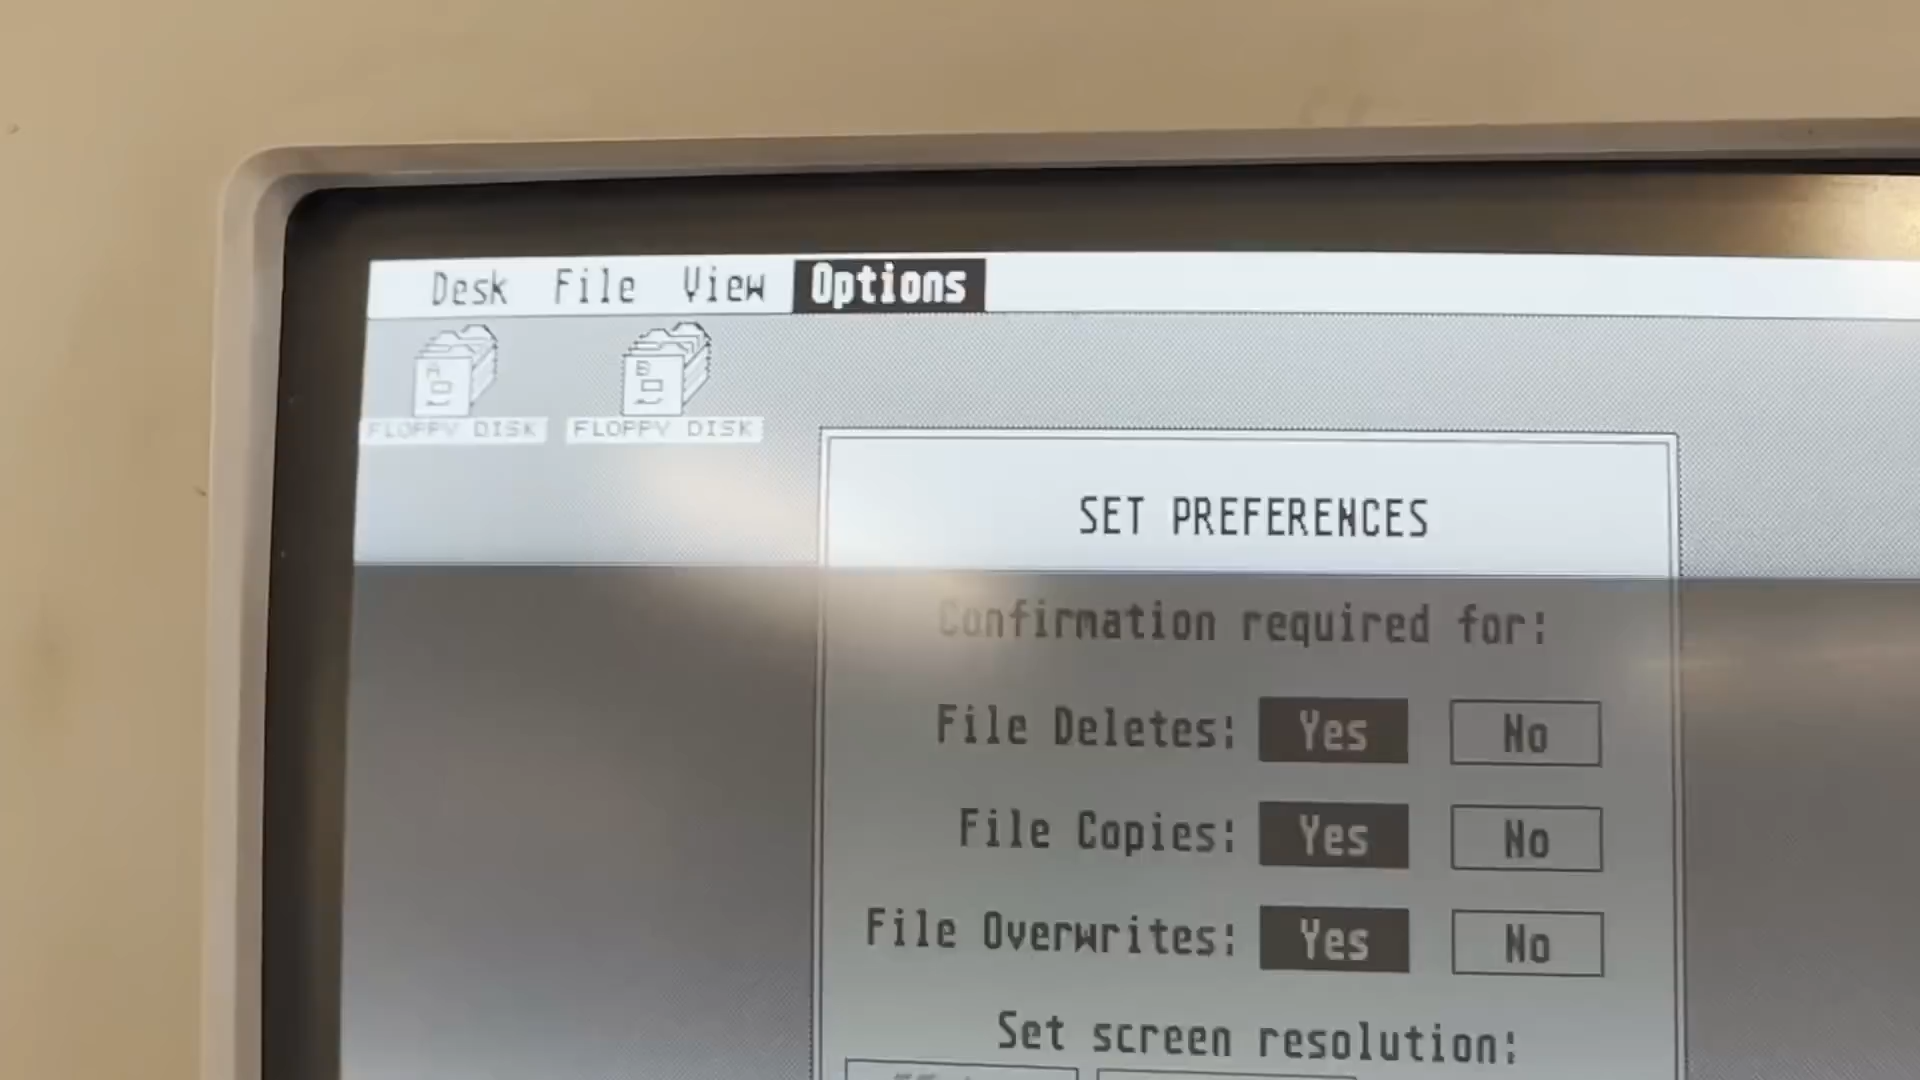 Desk File View Options
A B
FLOPPY DISK FLOPPY DISK
SET PREFERENCES
Confirmation required for:
File Deletes: Yes No
File Copies: Yes No
File Overwrites: Yes No
Set screen resolution: